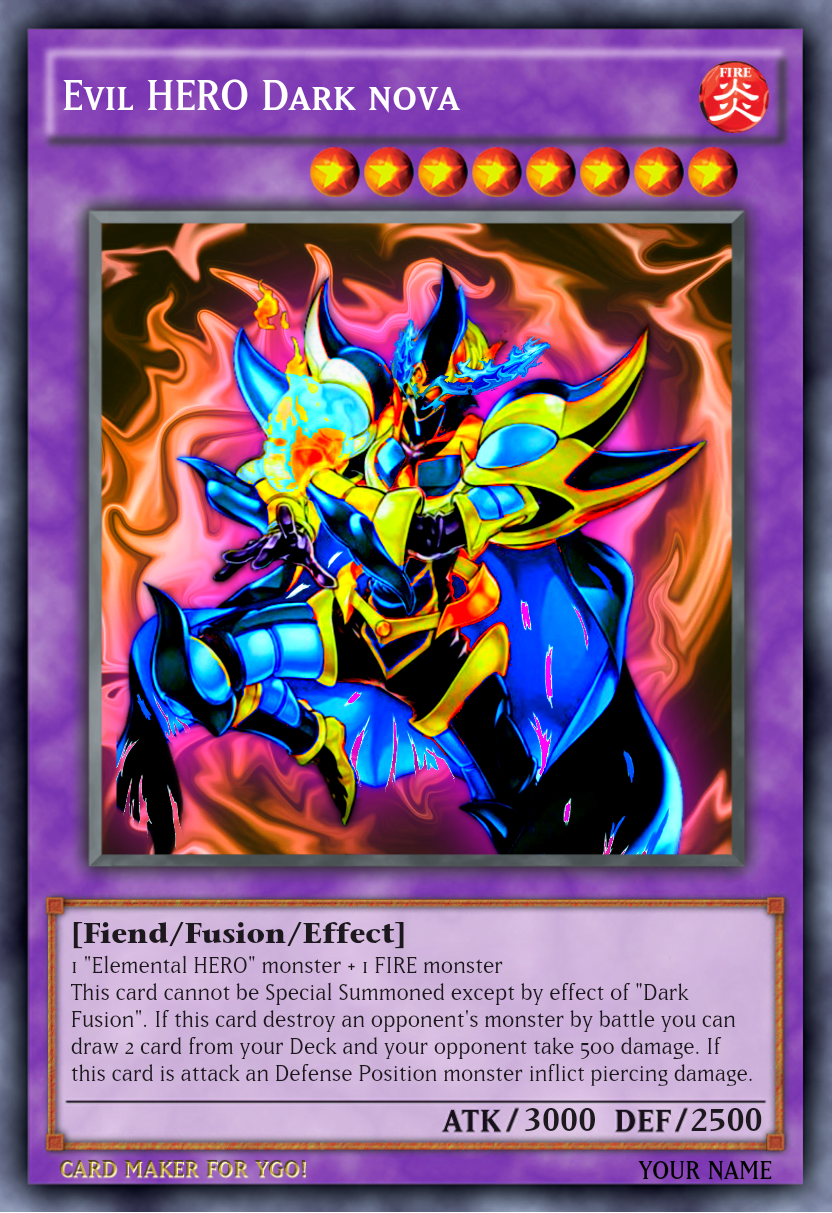 Evil HERO Dark nova
FIRE
炎
[Fiend/Fusion/Effect]
1 "Elemental HERO" monster + 1 FIRE monster
This card cannot be Special Summoned except by effect of "Dark
Fusion". If this card destroy an opponent's monster by battle you can
draw 2 card from your Deck and your opponent take 500 damage. If
this card is attack an Defense Position monster inflict piercing damage.
ATK/3000 DEF/2500
CARD MAKER FOR YGO! YOUR NAME